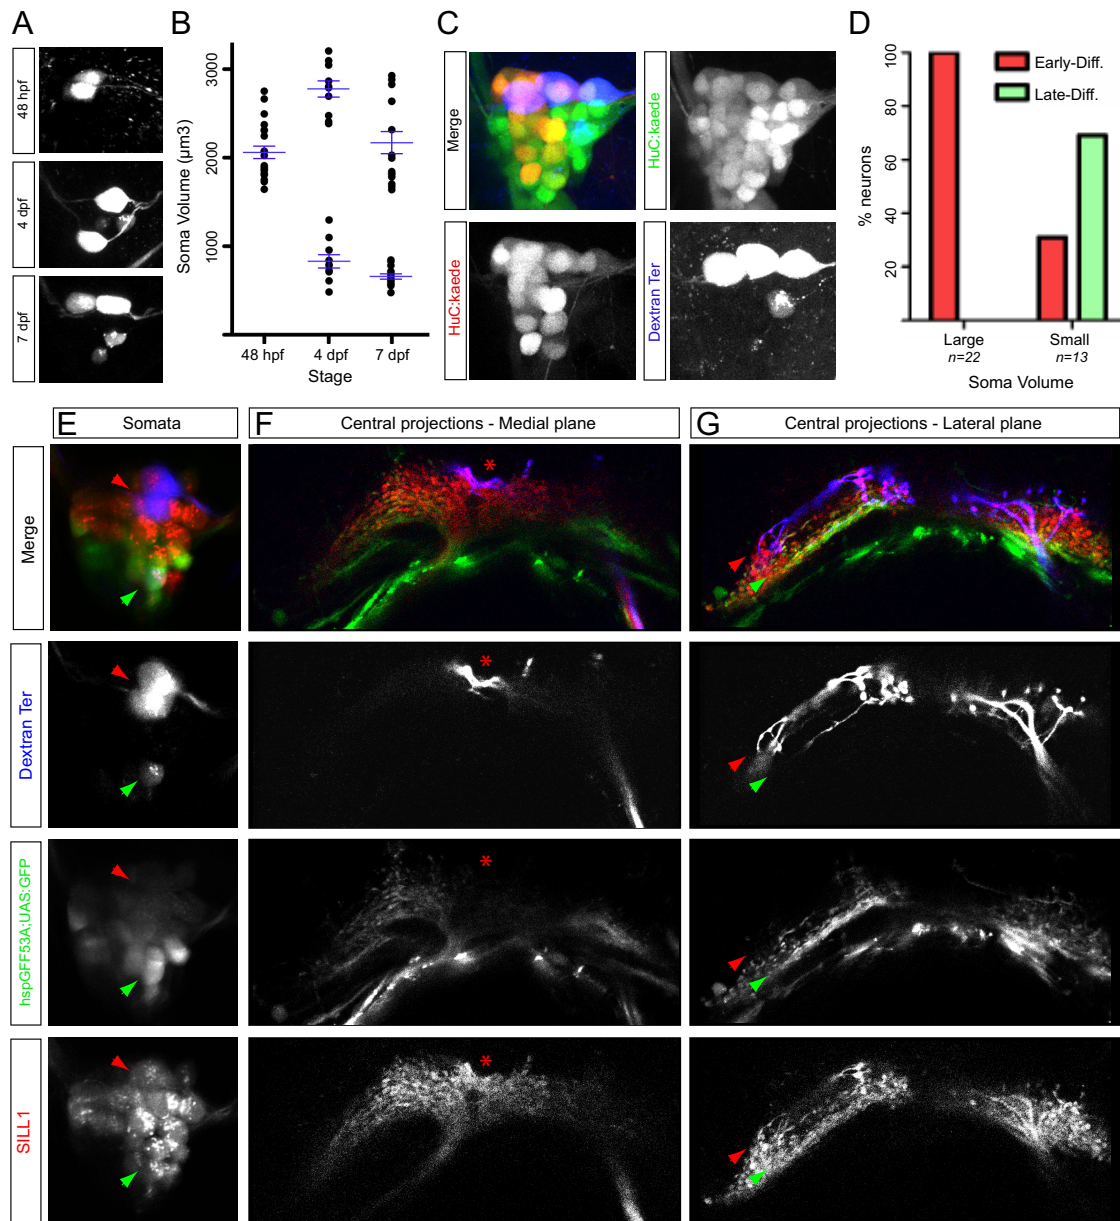 A
48 hpf
4 dpf
7 dpf
B
Soma Volume (µm3)
3000
2000
1000
48 hpf
4 dpf
7 dpf
Stage
C
Merge
HuC:kaede
HuC:kaede
Dextran Ter
D
% neurons
100
80
60
40
20
Early-Diff.
Late-Diff.
Large
n=22
Small
n=13
Soma Volume
E
Somata
F
Central projections - Medial plane
G
Central projections - Lateral plane
Merge
*
Dextran Ter
*
hspGFF53A;UAS:GFP
*
SILL1
*